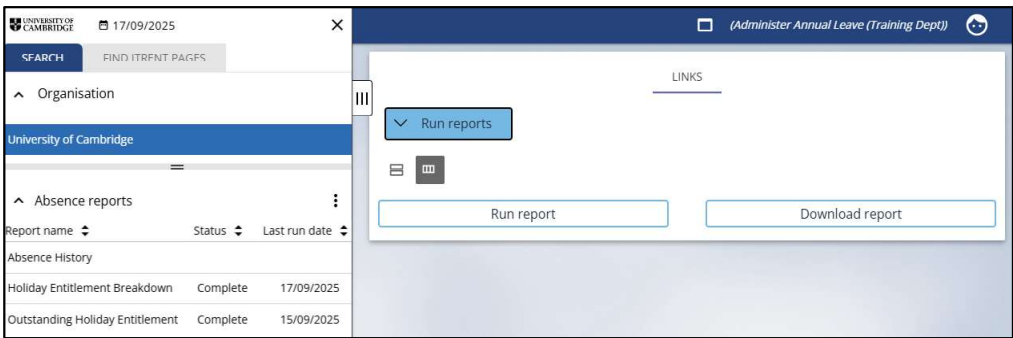 UNIVERSITY OF
CAMBRIDGE
17/09/2025
SEARCH
FIND ITRENT PAGES
Organisation
University of Cambridge
Absence reports
Report name
Status
Last run date
Absence History
Holiday Entitlement Breakdown Complete 17/09/2025
Outstanding Holiday Entitlement Complete 15/09/2025
(Administer Annual Leave (Training Dept))
LINKS
Run reports
Run report
Download report